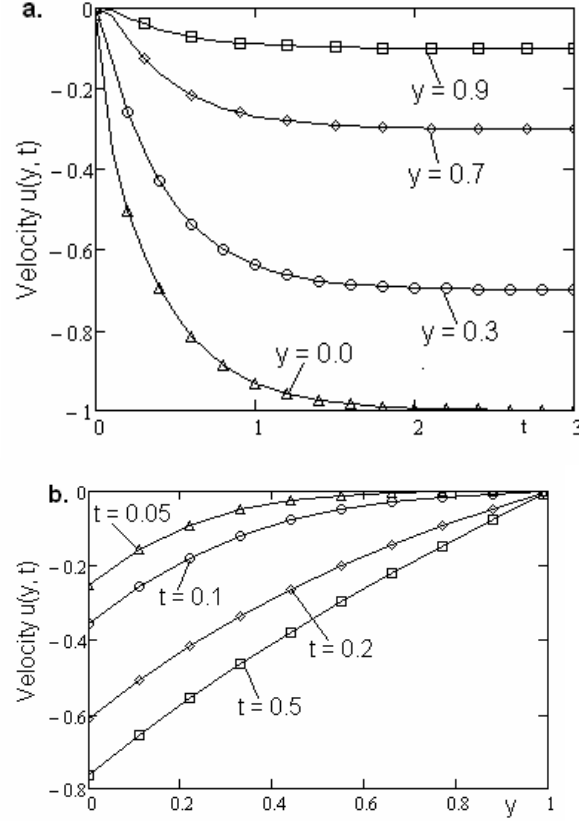 a.
0
−0.2
−0.4
−0.6
−0.8
−1
Velocity u(y, t)
y = 0.9
y = 0.7
y = 0.3
y = 0.0
0 1 2 t 3
b.
0
−0.2
−0.4
−0.6
−0.8
Velocity u(y, t)
t = 0.05
t = 0.1
t = 0.2
t = 0.5
0 0.2 0.4 0.6 0.8 y 1